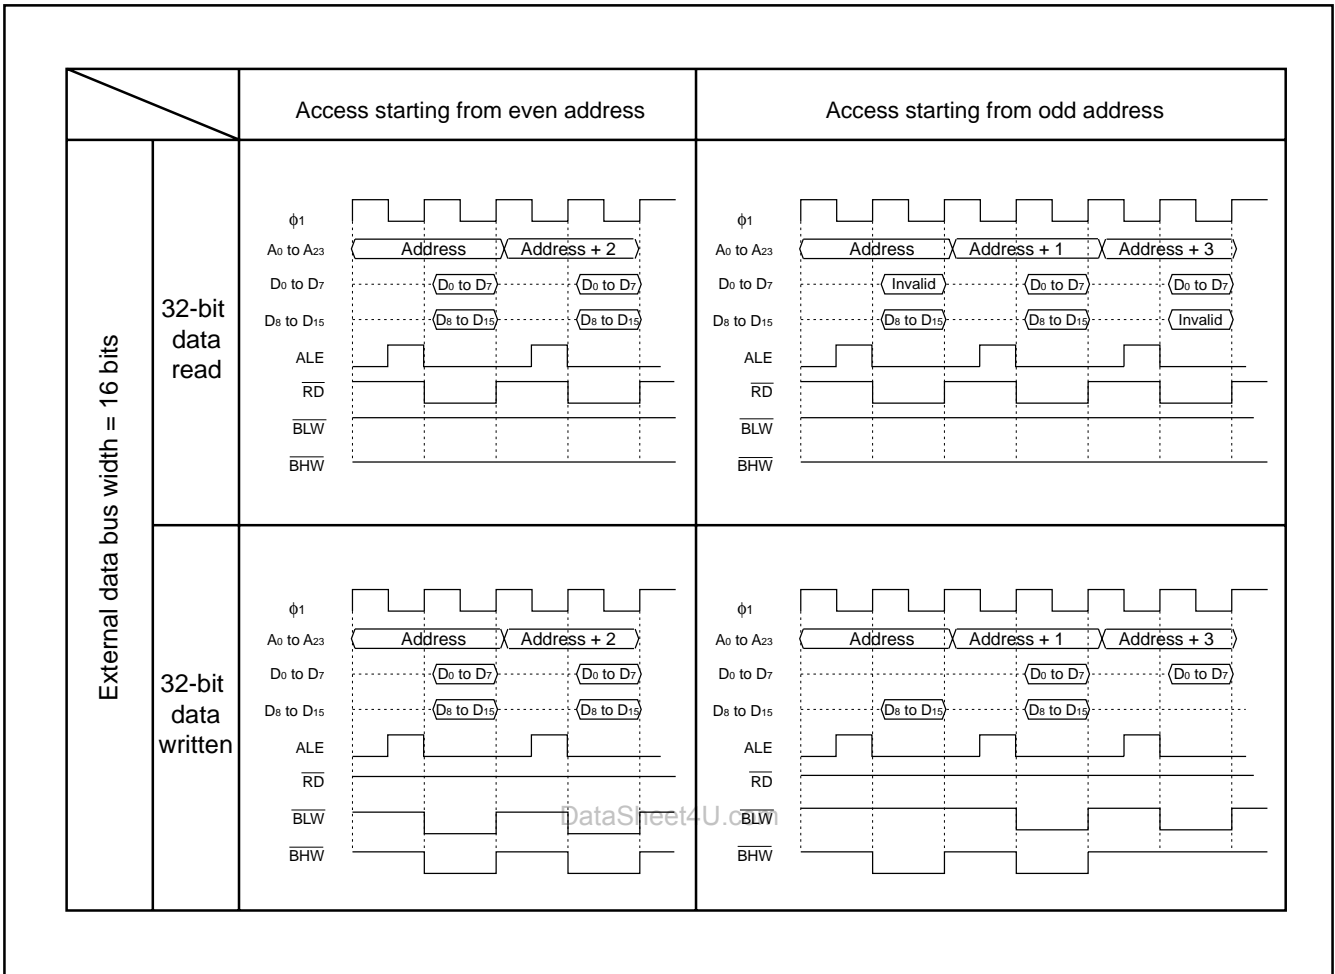 Access starting from even address
Access starting from odd address
External data bus width = 16 bits
32-bit
data
read
ϕ1
A0 to A23 Address Address + 2
D0 to D7 D0 to D7 D0 to D7
D8 to D15 D8 to D15 D8 to D15
ALE
RD
BLW
BHW
ϕ1
A0 to A23 Address Address + 1 Address + 3
D0 to D7 Invalid D0 to D7 D0 to D7
D8 to D15 D8 to D15 D8 to D15 Invalid
ALE
RD
BLW
BHW
32-bit
data
written
ϕ1
A0 to A23 Address Address + 2
D0 to D7 D0 to D7 D0 to D7
D8 to D15 D8 to D15 D8 to D15
ALE
RD
BLW
BHW
ϕ1
A0 to A23 Address Address + 1 Address + 3
D0 to D7 D0 to D7 D0 to D7
D8 to D15 D8 to D15 D8 to D15
ALE
RD
BLW
BHW
DataSheet4U.com